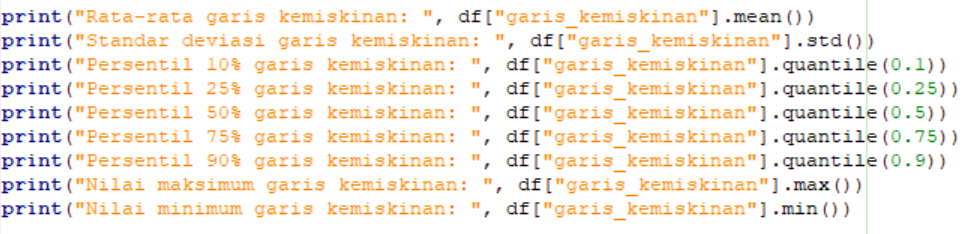 print("Rata-rata garis kemiskinan: ", df["garis_kemiskinan"].mean())
print("Standar deviasi garis kemiskinan: ", df["garis_kemiskinan"].std())
print("Persentil 10% garis kemiskinan: ", df["garis_kemiskinan"].quantile(0.1))
print("Persentil 25% garis kemiskinan: ", df["garis_kemiskinan"].quantile(0.25))
print("Persentil 50% garis kemiskinan: ", df["garis_kemiskinan"].quantile(0.5))
print("Persentil 75% garis kemiskinan: ", df["garis_kemiskinan"].quantile(0.75))
print("Persentil 90% garis kemiskinan: ", df["garis_kemiskinan"].quantile(0.9))
print("Nilai maksimum garis kemiskinan: ", df["garis_kemiskinan"].max())
print("Nilai minimum garis kemiskinan: ", df["garis_kemiskinan"].min())